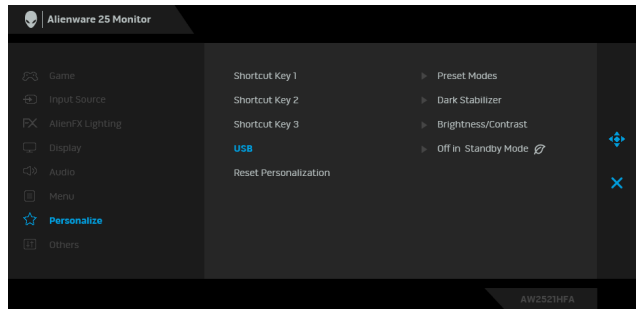 Alienware 25 Monitor
Game
Input Source
AlienFX Lighting
Display
Audio
Menu
Personalize
Others
Shortcut Key 1 Preset Modes
Shortcut Key 2 Dark Stabilizer
Shortcut Key 3 Brightness/Contrast
USB Off in Standby Mode
Reset Personalization
AW2521HFA